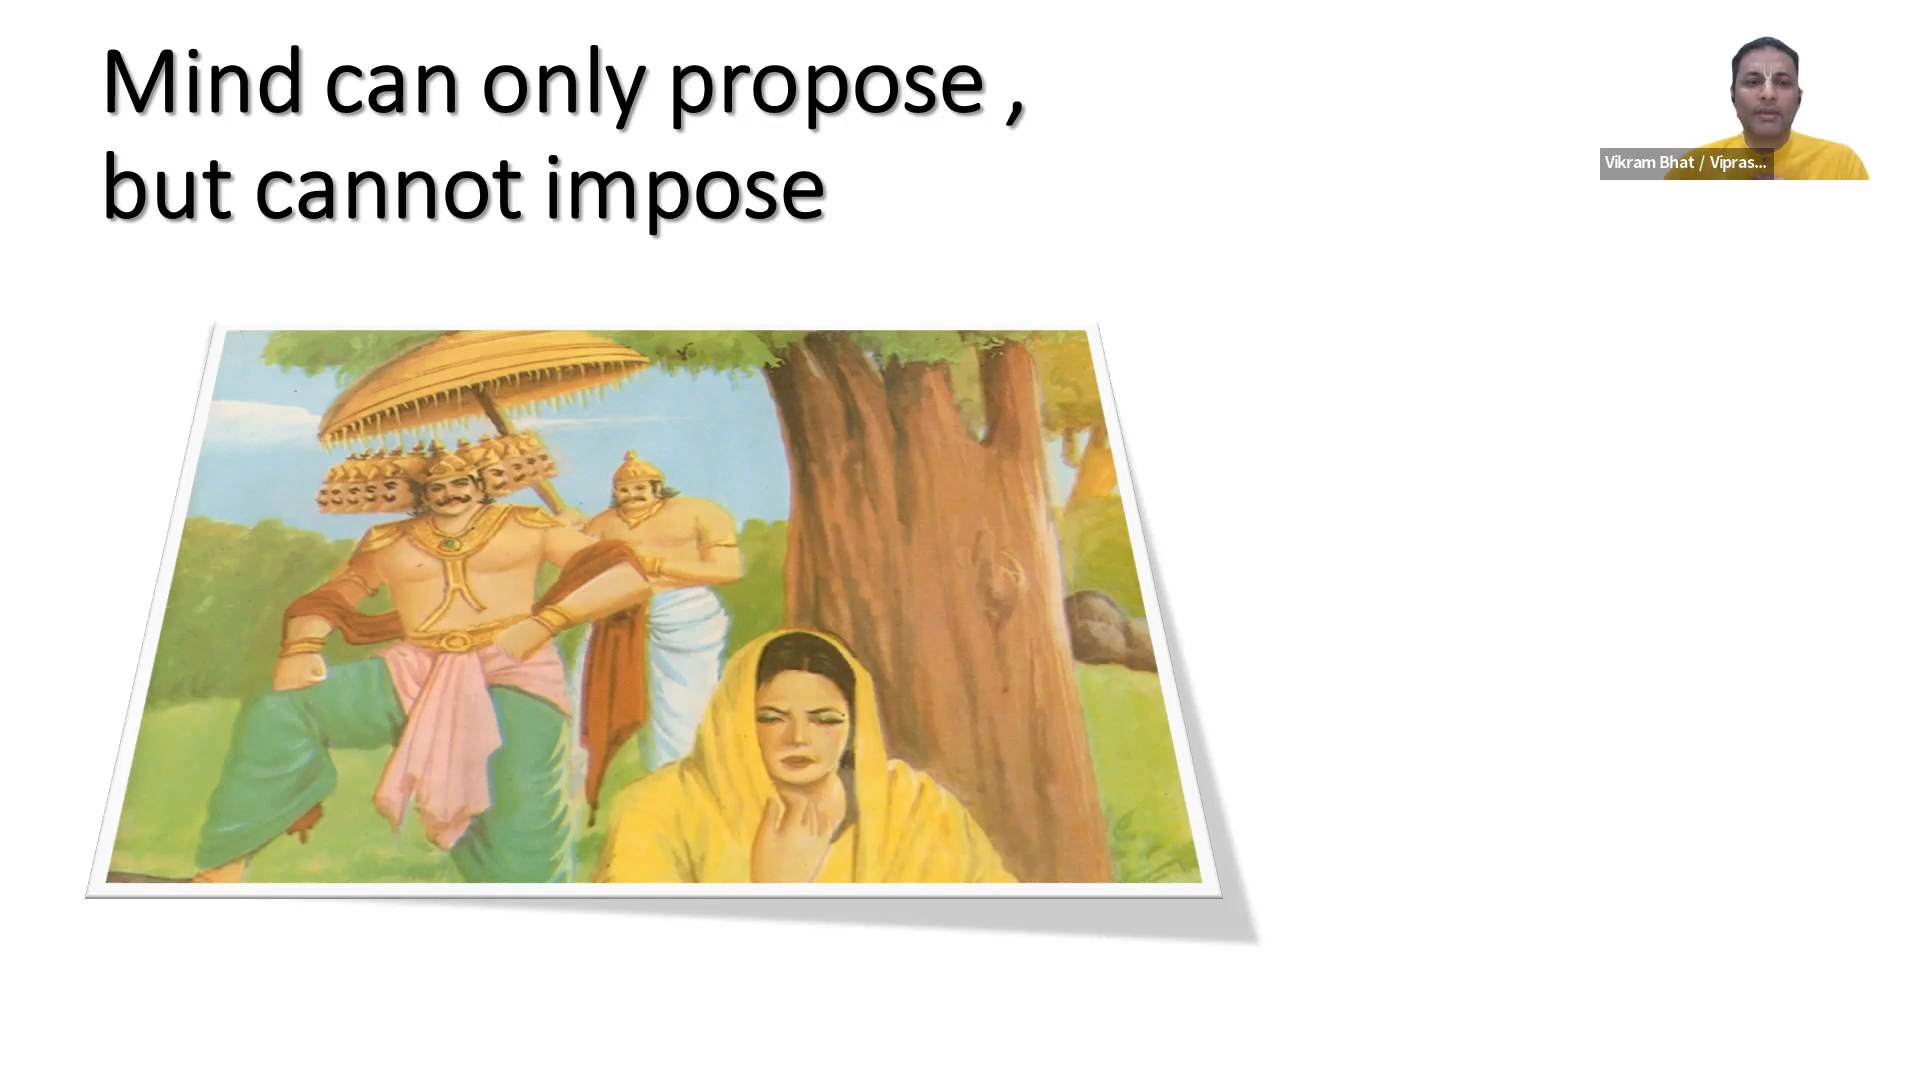 Mind can only propose ,
but cannot impose
Vikram Bhat / Vipras...